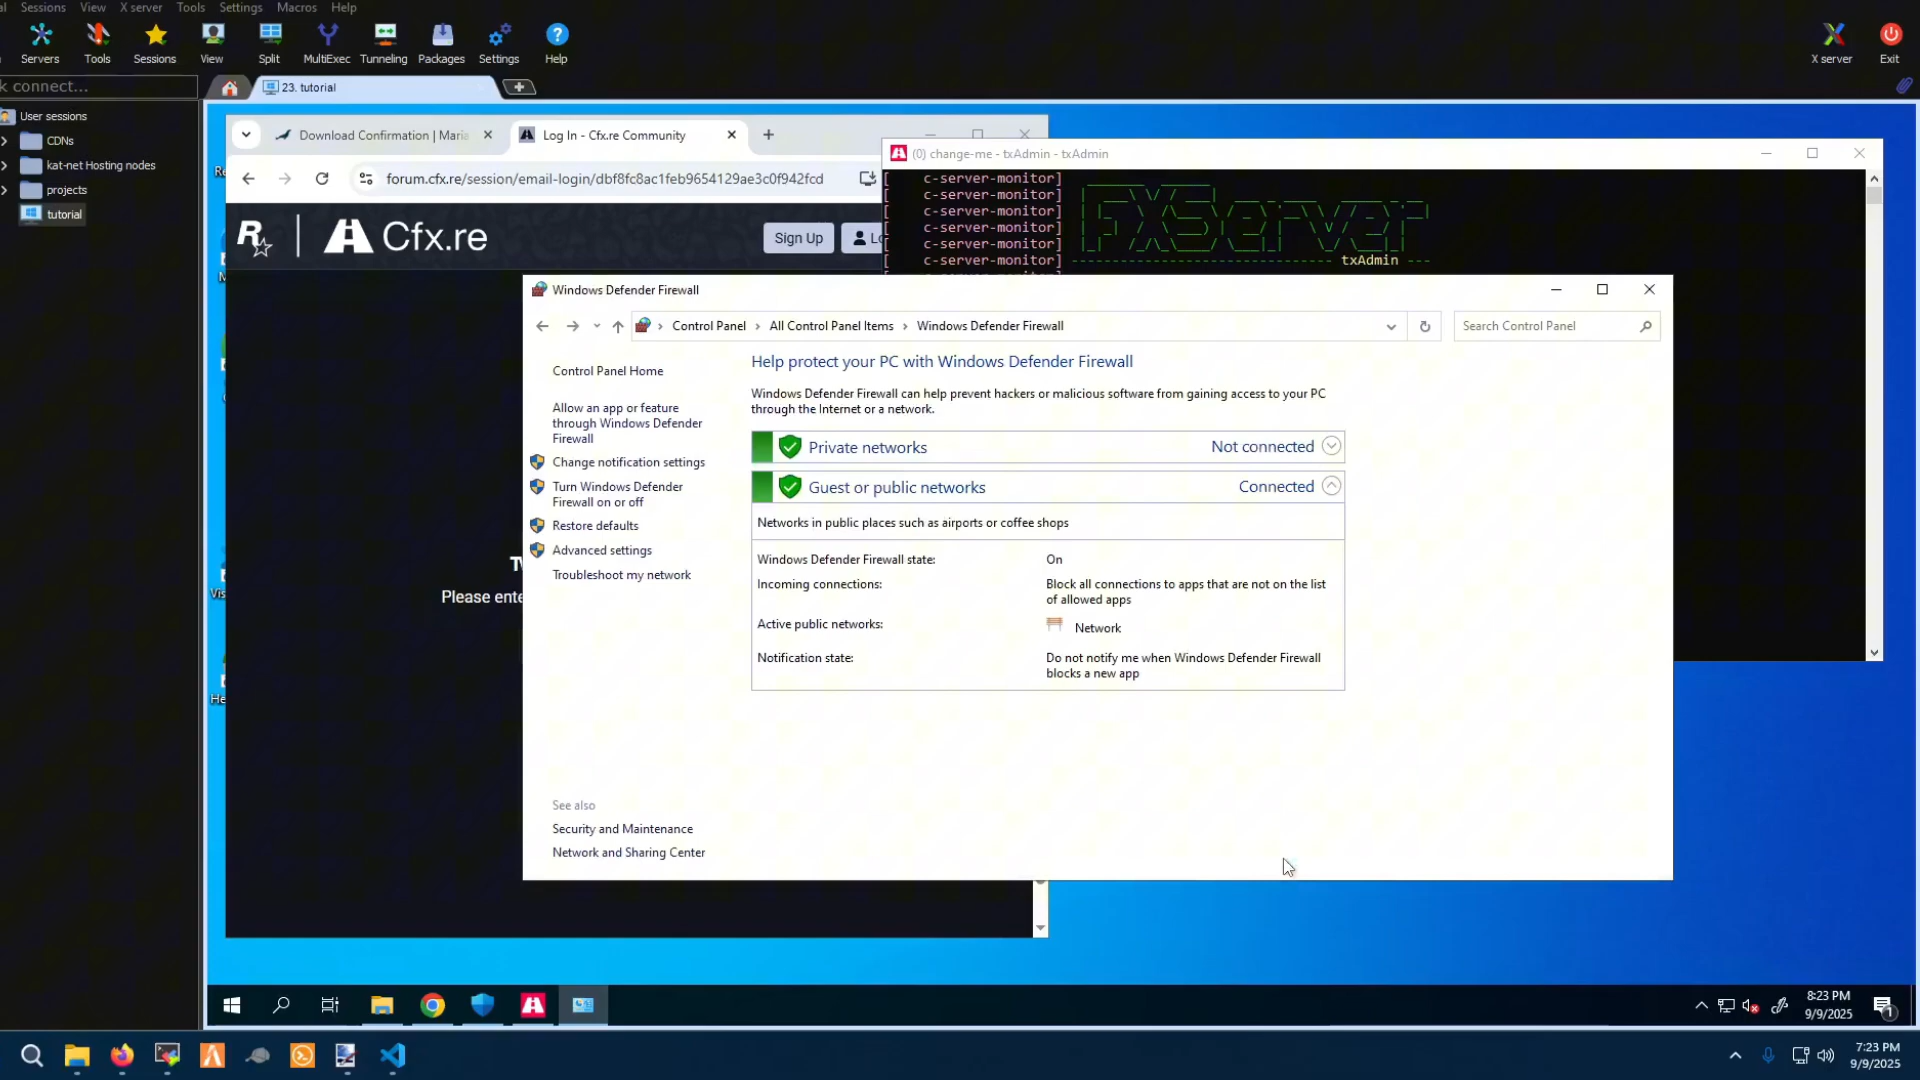 Sessions View X server Tools Settings Macros Help
Servers Tools Sessions View Split MultiExec Tunneling Packages Settings Help X server Exit
k connect...
23. tutorial
User sessions
CDNs
kat-net Hosting nodes
projects
tutorial
Download Confirmation | Maria
Log In - Cfx.re Community
forum.cfx.re/session/email-login/dbf8fc8ac1feb9654129ae3c0f942fcd
Cfx.re
Sign Up
Lo
Please ente
(0) change-me - txAdmin - txAdmin
[ c-server-monitor]
[ c-server-monitor]
[ c-server-monitor]
[ c-server-monitor]
[ c-server-monitor]
[ c-server-monitor]
FXServer
txAdmin
Windows Defender Firewall
Control Panel > All Control Panel Items > Windows Defender Firewall
Search Control Panel
Control Panel Home
Allow an app or feature
through Windows Defender
Firewall
Change notification settings
Turn Windows Defender
Firewall on or off
Restore defaults
Advanced settings
Troubleshoot my network
See also
Security and Maintenance
Network and Sharing Center
Help protect your PC with Windows Defender Firewall
Windows Defender Firewall can help prevent hackers or malicious software from gaining access to your PC
through the Internet or a network.
Private networks Not connected
Guest or public networks Connected
Networks in public places such as airports or coffee shops
Windows Defender Firewall state: On
Incoming connections: Block all connections to apps that are not on the list
of allowed apps
Active public networks: Network
Notification state: Do not notify me when Windows Defender Firewall
blocks a new app
8:23 PM
9/9/2025
1
7:23 PM
9/9/2025